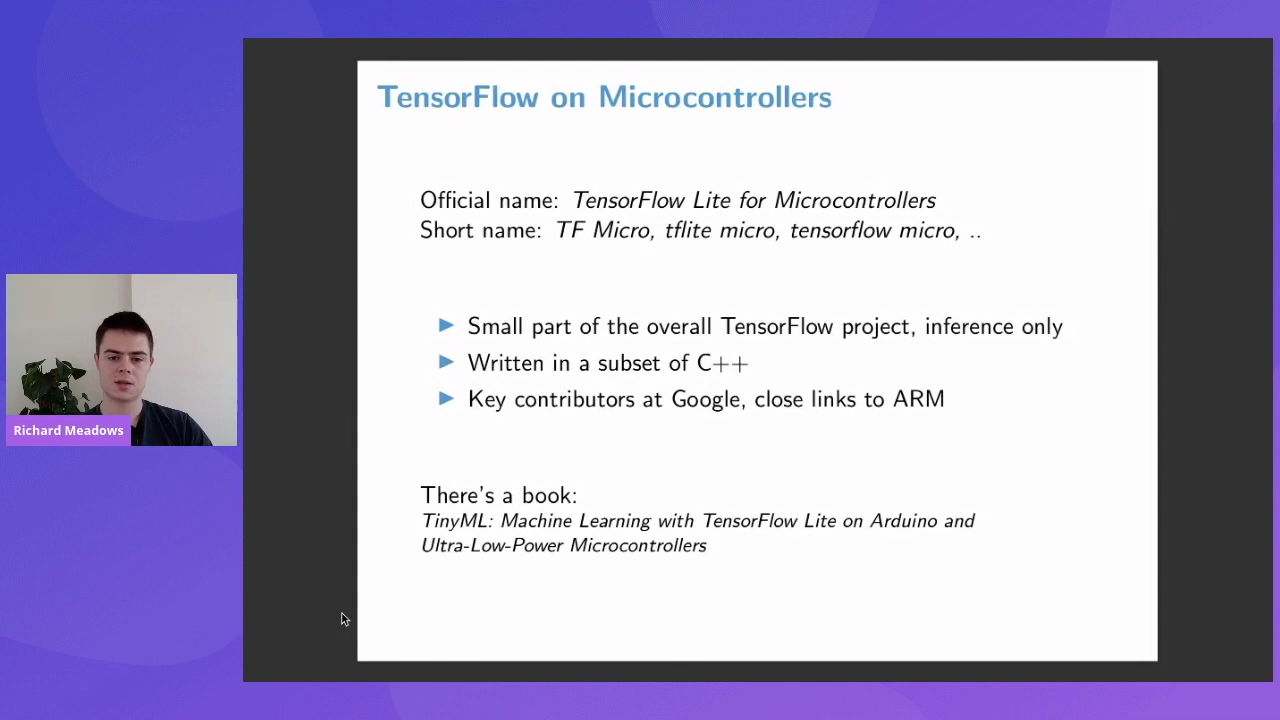 TensorFlow on Microcontrollers
Official name: TensorFlow Lite for Microcontrollers
Short name: TF Micro, tflite micro, tensorflow micro, ..
Small part of the overall TensorFlow project, inference only
Written in a subset of C++
Key contributors at Google, close links to ARM
There's a book:
TinyML: Machine Learning with TensorFlow Lite on Arduino and
Ultra-Low-Power Microcontrollers
Richard Meadows